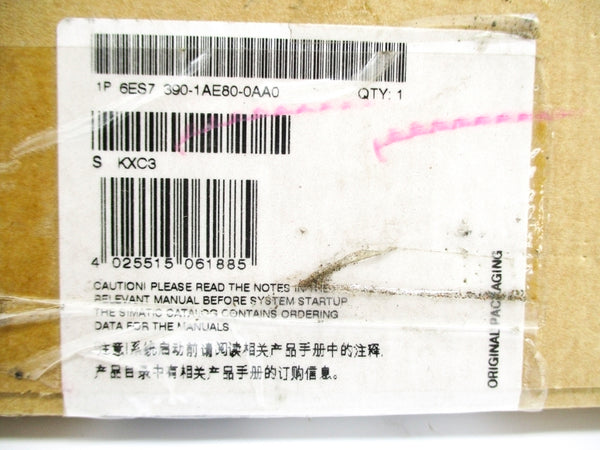 1P 6ES7 390-1AE80-0AA0 QTY: 1
S KXC3
4 025515 061885
CAUTION! PLEASE READ THE NOTES IN THE
RELEVANT MANUAL BEFORE SYSTEM STARTUP
THE SIMATIC CATALOG CONTAINS ORDERING
DATA FOR THE MANUALS.
注意!系统启动前请阅读相关产品手册中的注释,
产品目录中有相关产品手册的订购信息。
ORIGINAL PACKAGING